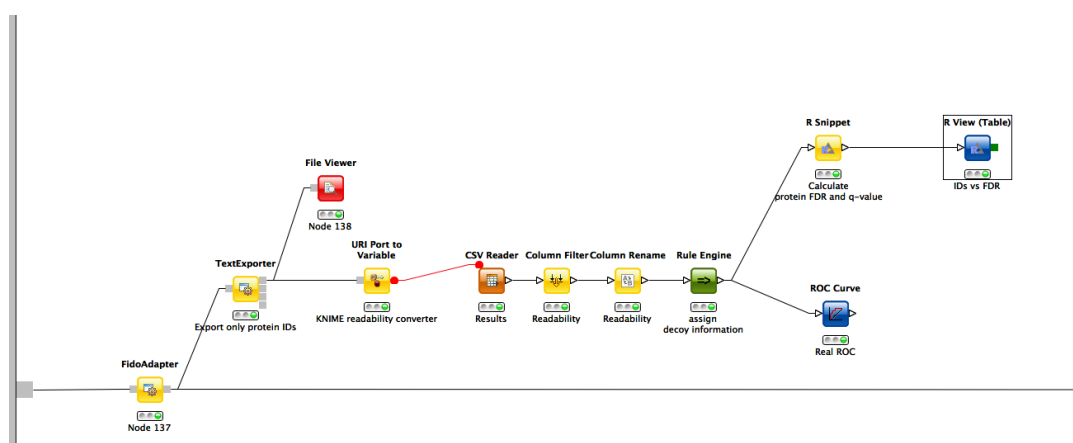 R Snippet
R View (Table)
Calculate
protein FDR and q-value
IDs vs FDR
File Viewer
Node 138
URI Port to
Variable
CSV Reader
Column Filter
Column Rename
Rule Engine
TextExporter
KNIME readability converter
Results
Readability
Readability
assign
decoy information
ROC Curve
Export only protein IDs
Real ROC
FidoAdapter
Node 137